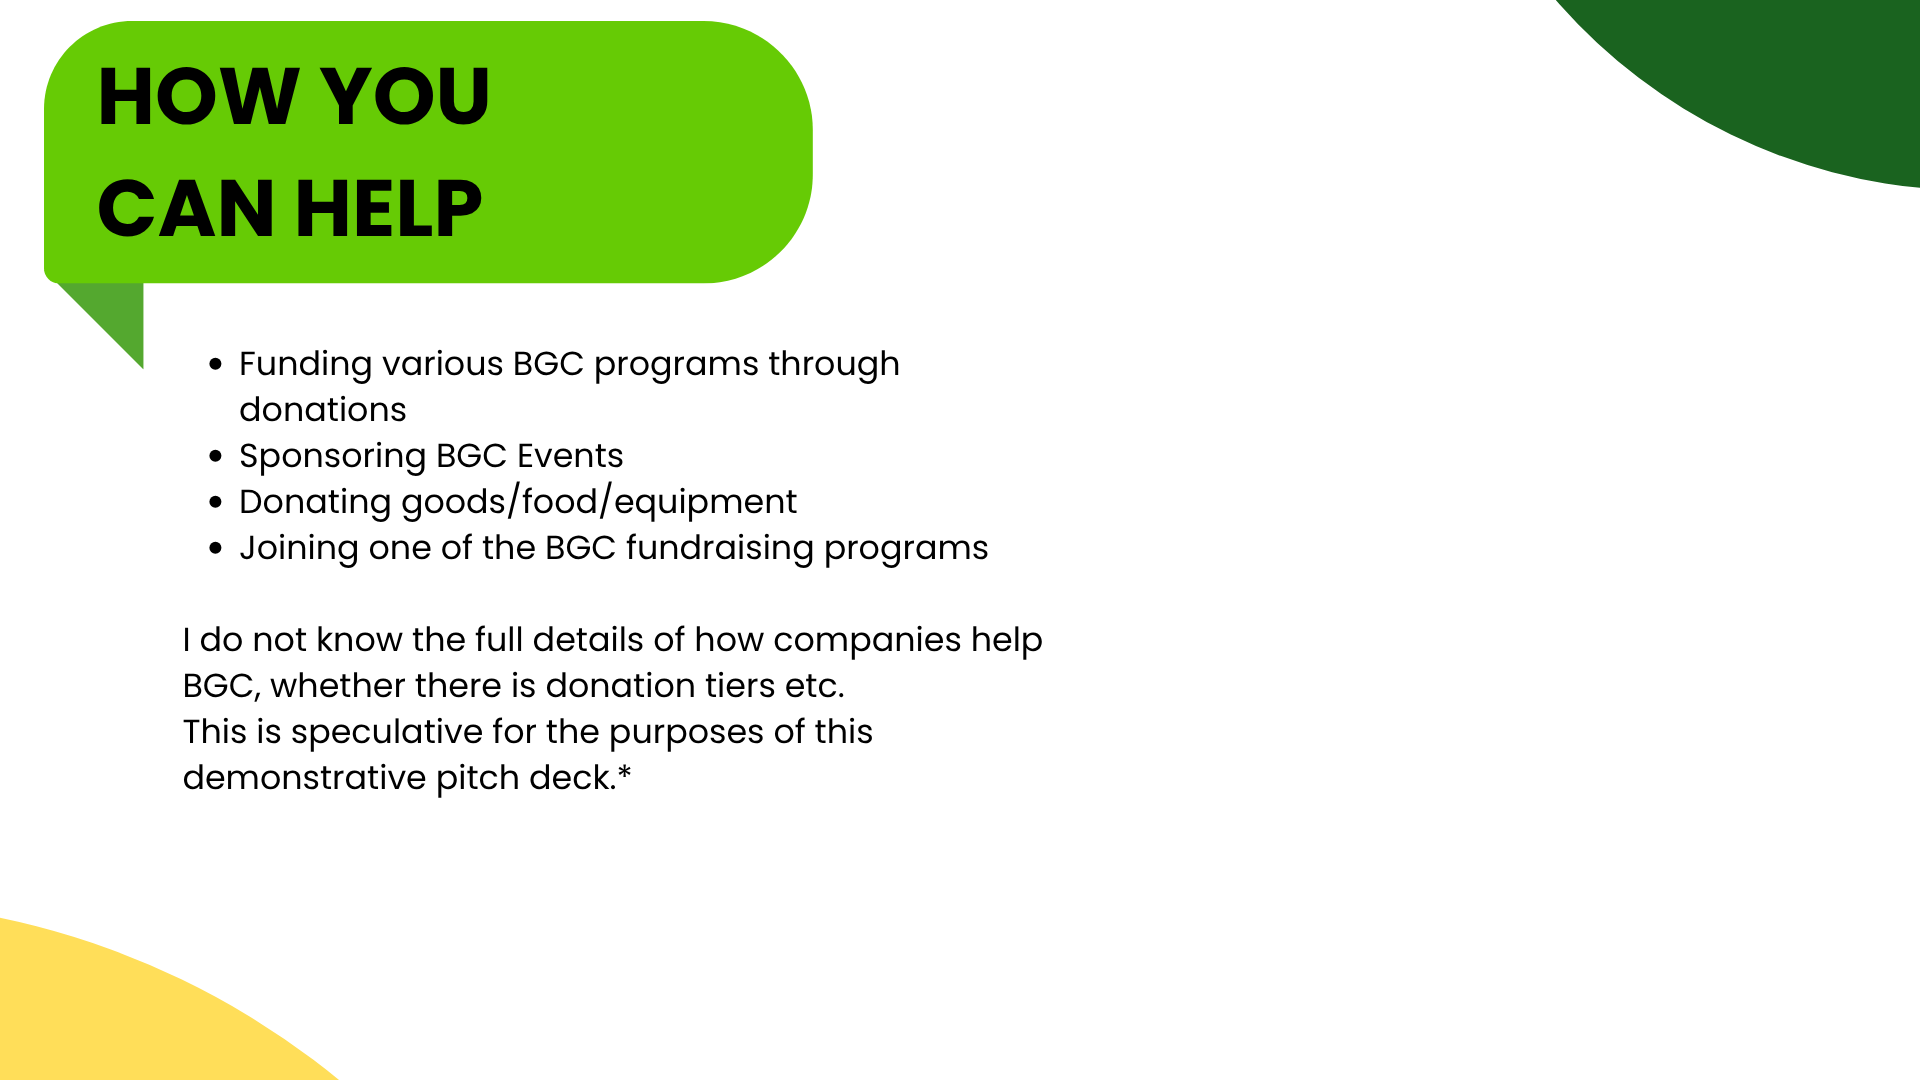 HOW YOU
CAN HELP
• Funding various BGC programs through
donations
• Sponsoring BGC Events
• Donating goods/food/equipment
• Joining one of the BGC fundraising programs
I do not know the full details of how companies help
BGC, whether there is donation tiers etc.
This is speculative for the purposes of this
demonstrative pitch deck.*